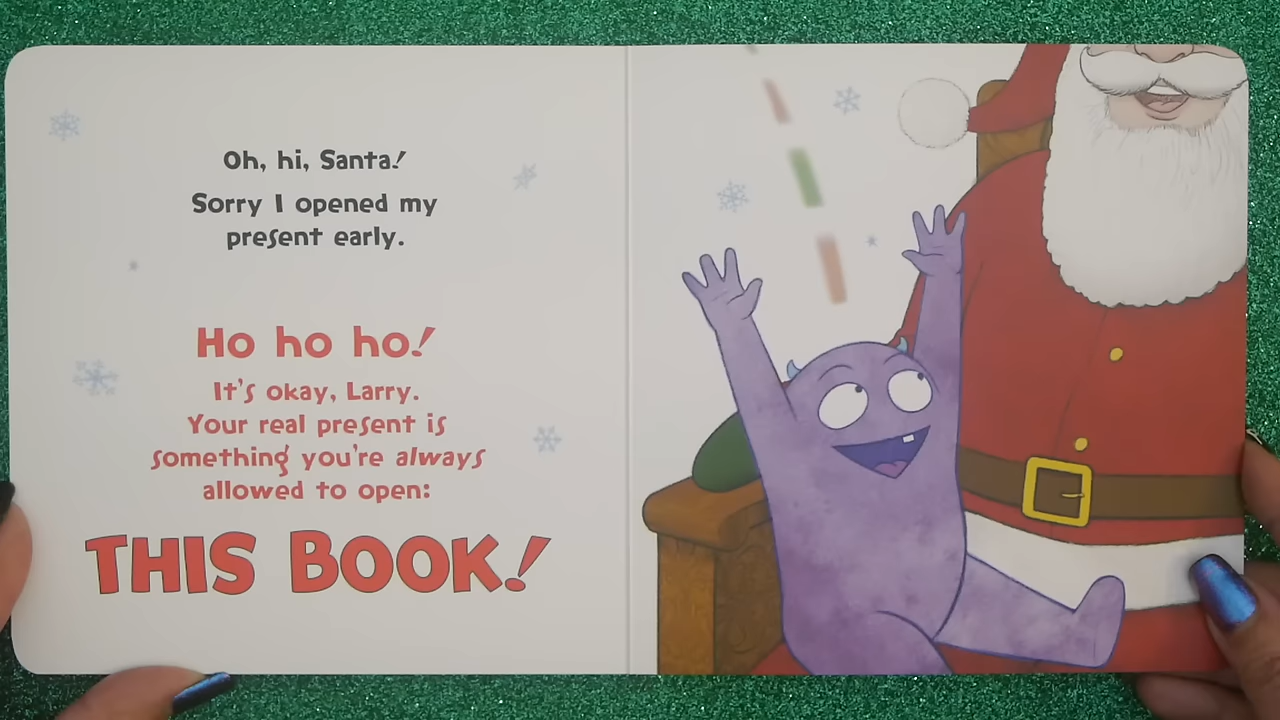 Oh, hi, Santa!
Sorry I opened my
present early.
Ho ho ho!
It's okay, Larry.
Your real present is
something you're always
allowed to open:
THIS BOOK!